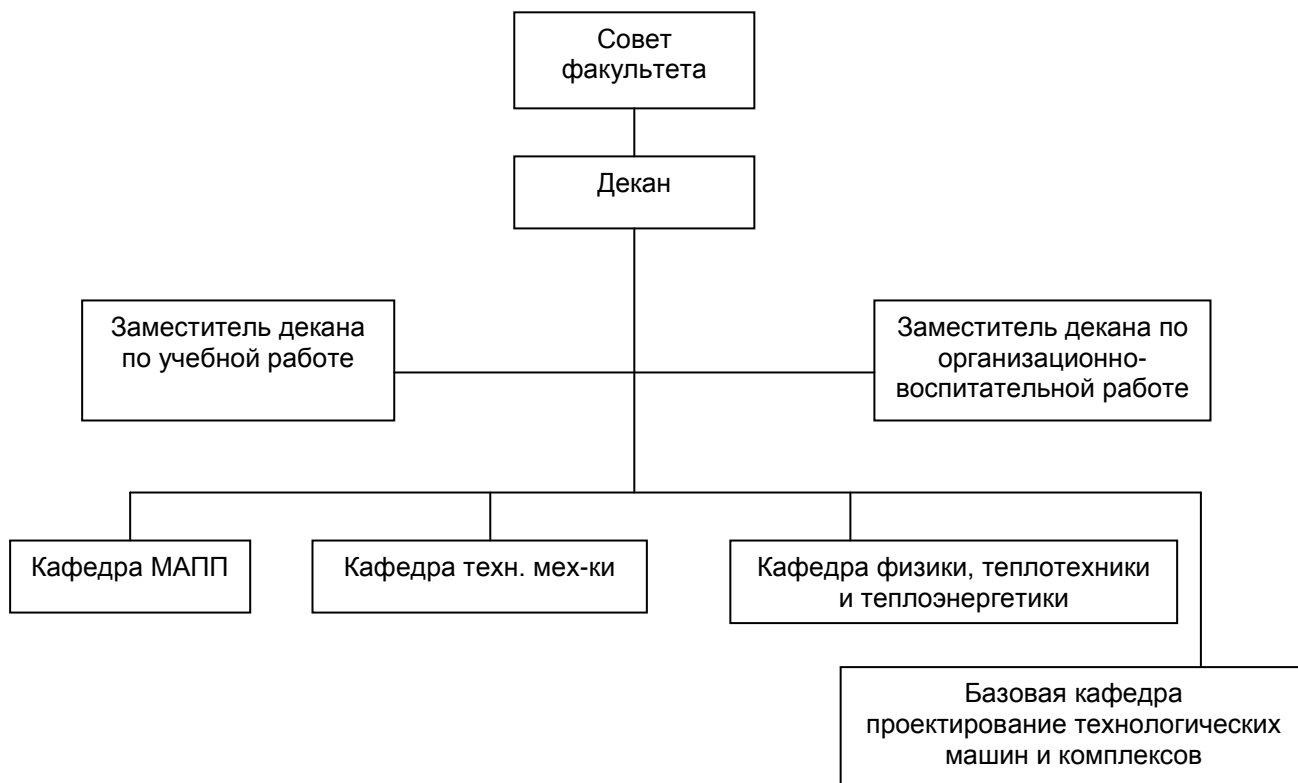 Совет
факультета
Декан
Заместитель декана
по учебной работе
Заместитель декана по
организационно-
воспитательной работе
Кафедра МАПП
Кафедра техн. мех-ки
Кафедра физики, теплотехники
и теплоэнергетики
Базовая кафедра
проектирование технологических
машин и комплексов